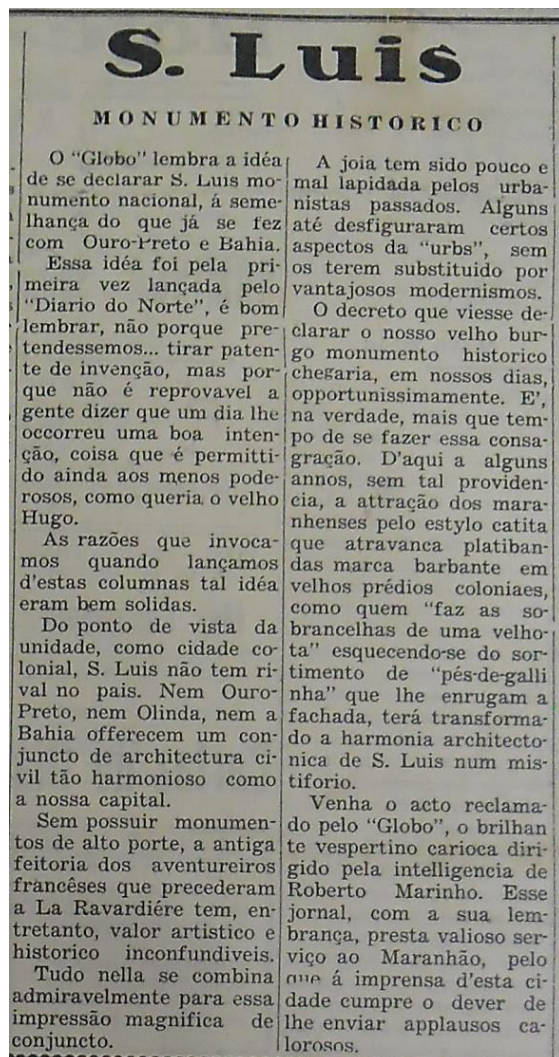 S. Luis
MONUMENTO HISTORICO
O "Globo" lembra a idéa
de se declarar S. Luis mo-
numento nacional, á seme-
lhança do que já se fez
com Ouro-Preto e Bahia.
Essa idéa foi pela pri-
meira vez lançada pelo
"Diario do Norte", é bom
lembrar, não porque pre-
tendessemos... tirar paten-
te de invenção, mas por-
que não é reprovavel a
gente dizer que um dia lhe
occorreu uma boa inten-
ção, coisa que é permitti-
do ainda aos menos pode-
rosos, como queria o velho
Hugo.
As razões que invoca-
mos quando lançamos
d'estas columnas tal idéa
eram bem solidas.
Do ponto de vista da
unidade, como cidade co-
lonial, S. Luis não tem ri-
val no pais. Nem Ouro-
Preto, nem Olinda, nem a
Bahia offerecem um con-
juncto de architectura ci-
vil tão harmonioso como
a nossa capital.
Sem possuir monumen-
tos de alto porte, a antiga
feitoria dos aventureiros
francêses que precederam
a La Ravardiére tem, en-
tretanto, valor artistico e
historico inconfundiveis.
Tudo nella se combina
admiravelmente para essa
impressão magnifica de
conjuncto.
A joia tem sido pouco e
mal lapidada pelos urba-
nistas passados. Alguns
até desfiguraram certos
aspectos da "urbs", sem
os terem substituido por
vantajosos modernismos.
O decreto que viesse de-
clarar o nosso velho bur-
go monumento historico
chegaria, em nossos dias,
opportunissimamente. E',
na verdade, mais que tem-
po de se fazer essa consa-
gração. D'aqui a alguns
annos, sem tal providen-
cia, a attração dos mara-
nhenses pelo estylo catita
que atravanca platiban-
das marca barbante em
velhos prédios coloniaes,
como quem "faz as so-
brancelhas de uma velho-
ta" esquecendo-se do sor-
timento de "pés-de-galli
nha" que lhe enrugam a
fachada, terá transforma-
do a harmonia architecto-
nica de S. Luis num mis-
tiforio.
Venha o acto reclama-
do pelo "Globo", o brilhan
te vespertino carioca diri-
gido pela intelligencia de
Roberto Marinho. Esse
jornal, com a sua lem-
brança, presta valioso ser-
viço ao Maranhão, pelo
que á imprensa d'esta ci-
dade cumpre o dever de
lhe enviar applausos ca-
lorosos.